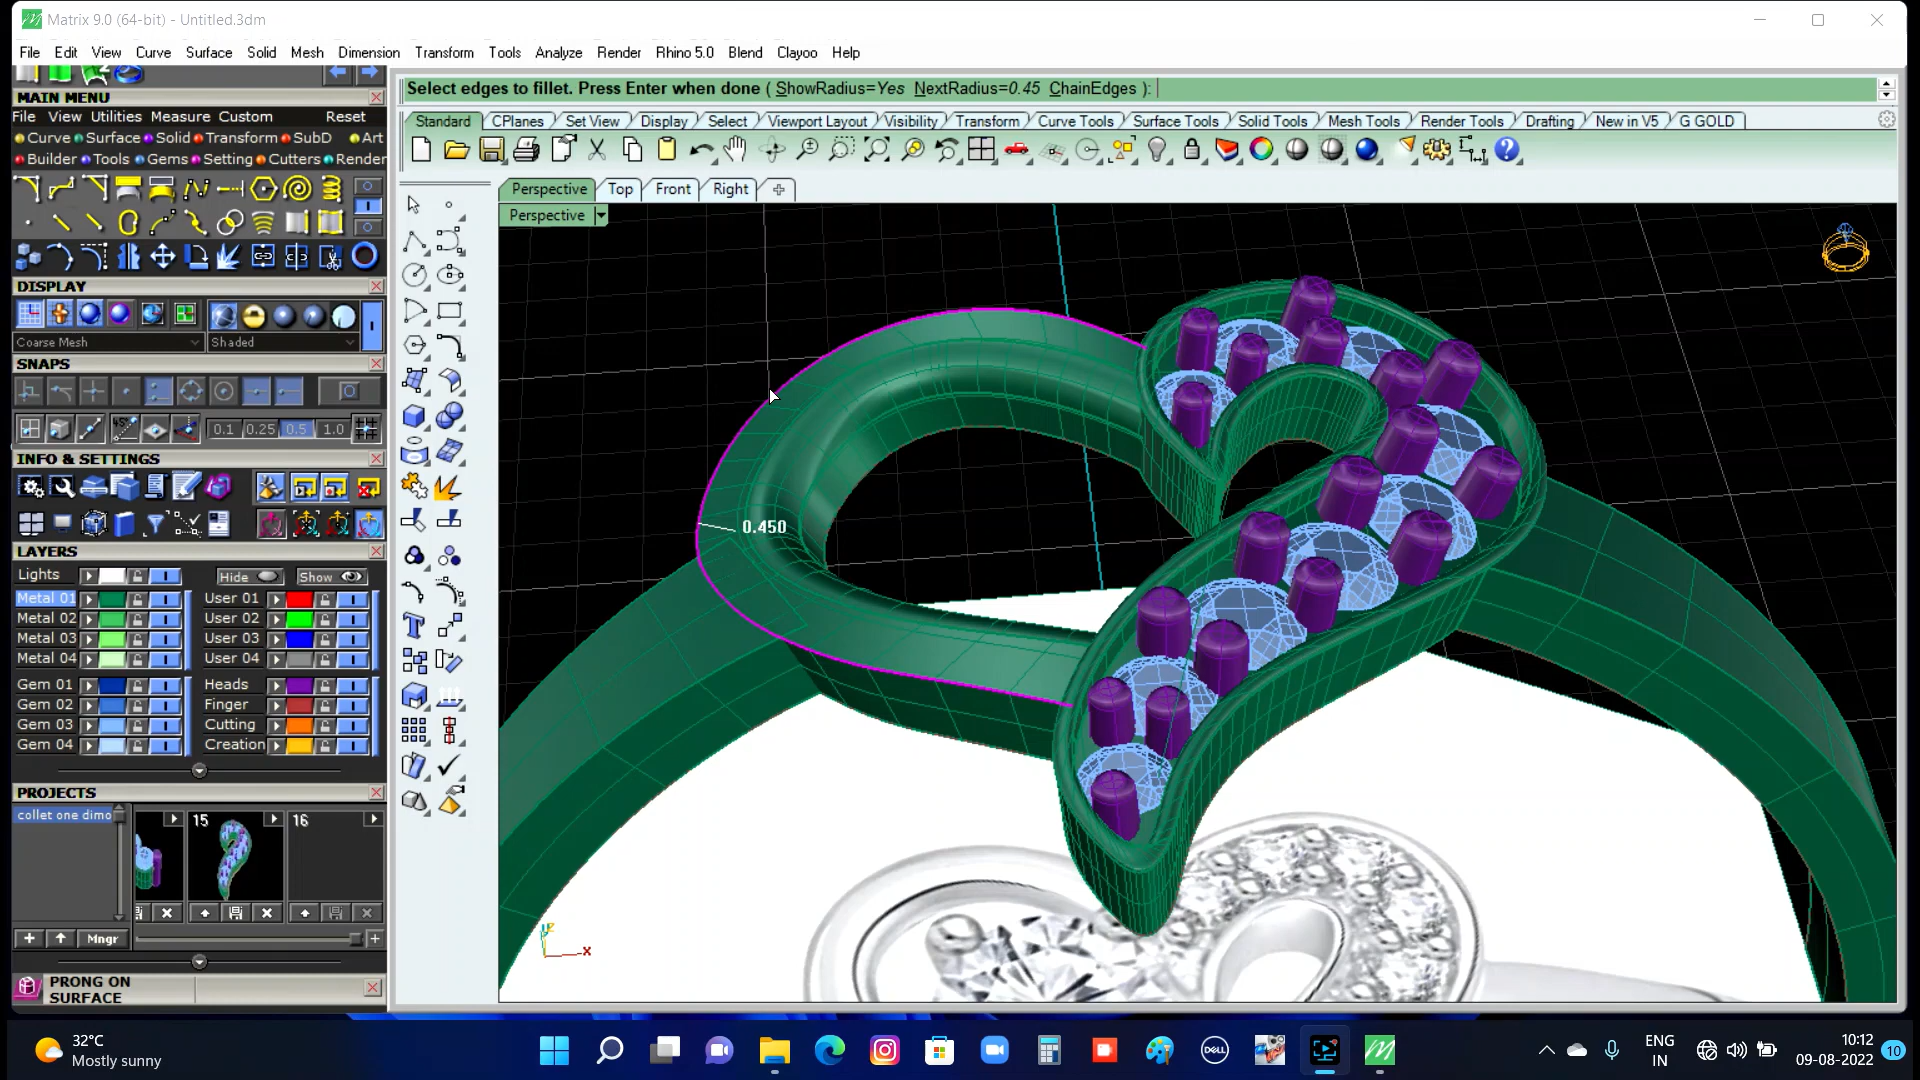 Matrix 9.0 (64-bit) - Untitled.3dm
File Edit View Curve Surface Solid Mesh Dimension Transform Tools Analyze Render Rhino 5.0 Blend Clayoo Help
Select edges to fillet. Press Enter when done ( ShowRadius=Yes NextRadius=0.45 ChainEdges ):
MAIN MENU
File View Utilities Measure Custom Reset
Curve Surface Solid Transform SubD Art
Builder Tools Gems Setting Cutters Render
Standard CPlanes Set View Display Select Viewport Layout Visibility Transform Curve Tools Surface Tools Solid Tools Mesh Tools Render Tools Drafting New in V5 G GOLD
Perspective Top Front Right
Perspective
DISPLAY
Coarse Mesh Shaded
SNAPS
45°
0.1 0.25 0.5 1.0
INFO & SETTINGS
LAYERS
Lights Hide Show
Metal 01 User 01
Metal 02 User 02
Metal 03 User 03
Metal 04 User 04
Gem 01 Heads
Gem 02 Finger
Gem 03 Cutting
Gem 04 Creation
PROJECTS
collet one dimo
15 16
Mngr
PRONG ON
SURFACE
0.450
x
32°C
Mostly sunny
DELL
ENG
IN
10:12
09-08-2022
10